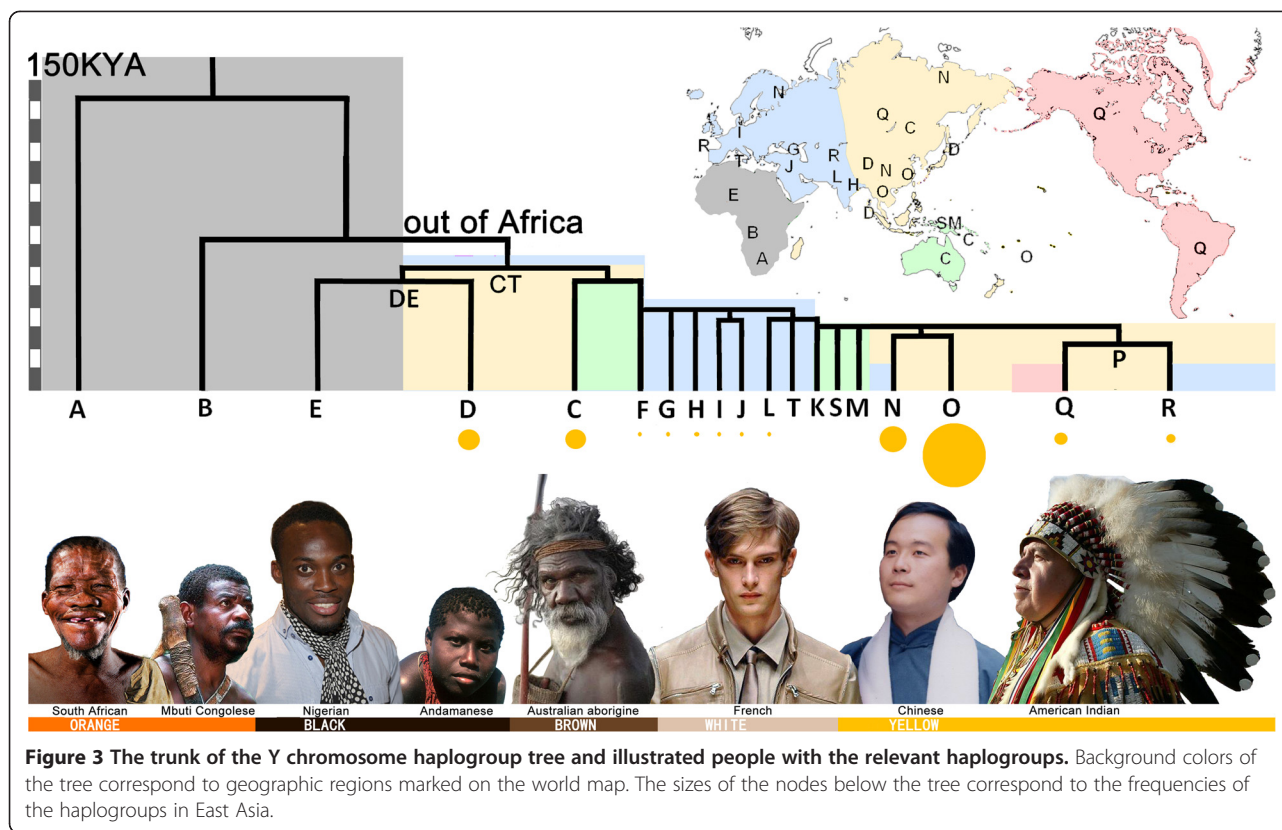 150KYA
out of Africa
DE
CT
P
A B E D C F G H I J L T K S M N O Q R
N
N
Q
C
Q
I
R
G
T
J
R
L
H
D
N
O
D
O
D
E
B
A
SM
C
C
O
Q
South African Mbuti Congolese Nigerian Andamanese Australian aborigine French Chinese American Indian
ORANGE BLACK BROWN WHITE YELLOW
Figure 3 The trunk of the Y chromosome haplogroup tree and illustrated people with the relevant haplogroups. Background colors of
the tree correspond to geographic regions marked on the world map. The sizes of the nodes below the tree correspond to the frequencies of
the haplogroups in East Asia.